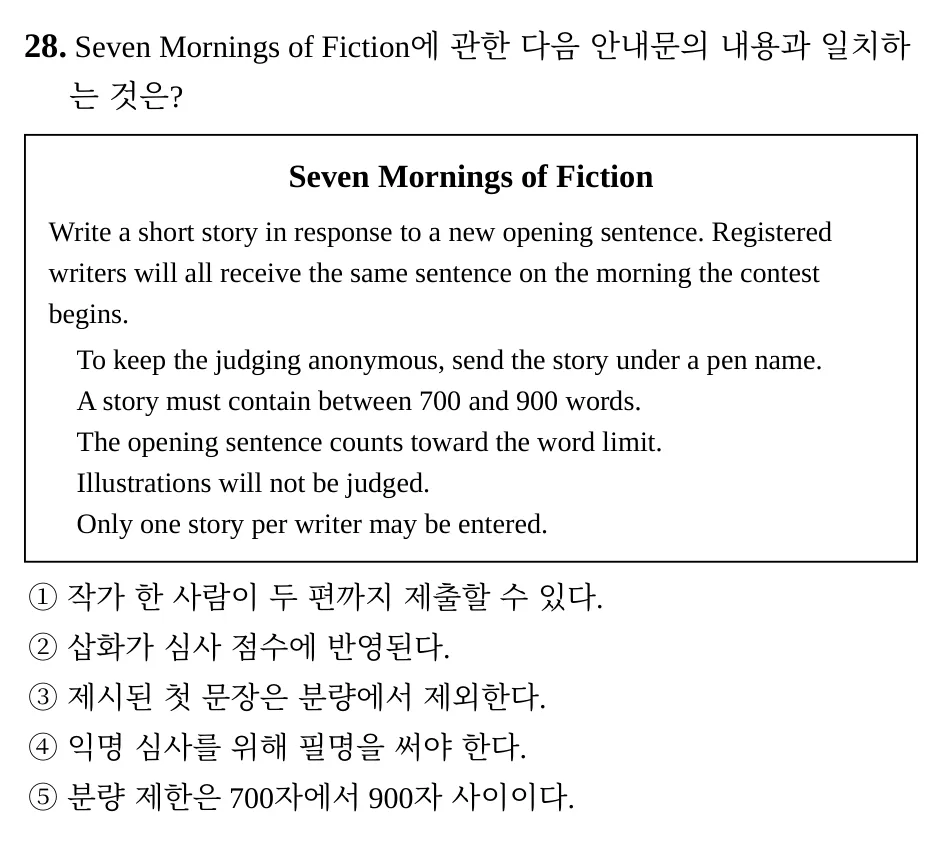 28. Seven Mornings of Fiction에 관한 다음 안내문의 내용과 일치하
는 것은?
Seven Mornings of Fiction
Write a short story in response to a new opening sentence. Registered
writers will all receive the same sentence on the morning the contest
begins.
To keep the judging anonymous, send the story under a pen name.
A story must contain between 700 and 900 words.
The opening sentence counts toward the word limit.
Illustrations will not be judged.
Only one story per writer may be entered.
① 작가 한 사람이 두 편까지 제출할 수 있다.
② 삽화가 심사 점수에 반영된다.
③ 제시된 첫 문장은 분량에서 제외한다.
④ 익명 심사를 위해 필명을 써야 한다.
⑤ 분량 제한은 700자에서 900자 사이이다.